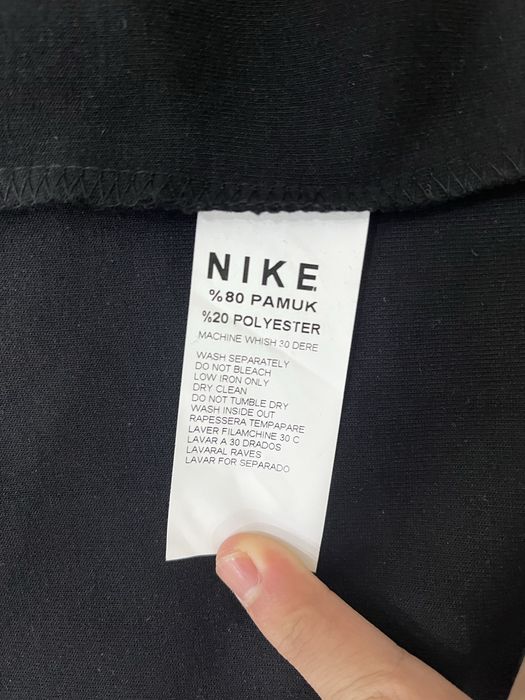 NIKE
%80 PAMUK
%20 POLYESTER
MACHINE WHISH 30 DERE
WASH SEPARATELY
DO NOT BLEACH
LOW IRON ONLY
DRY CLEAN
DO NOT TUMBLE DRY
WASH INSIDE OUT
RAPESSERA TEMPAPARE
LAVER FILAMCHINE 30 C
LAVAR A 30 DRADOS
LAVARAL RAVES
LAVAR FOR SEPARADO